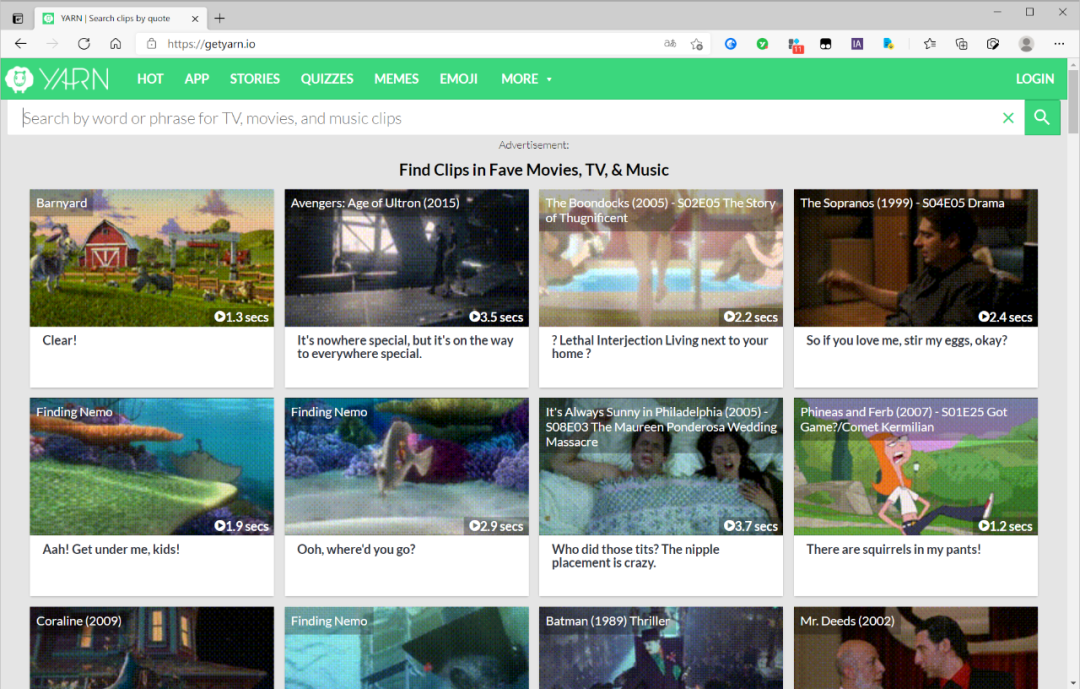 YARN | Search clips by quote
https://getyarn.io
11
IA
YARN
HOT
APP
STORIES
QUIZZES
MEMES
EMOJI
MORE
LOGIN
Search by word or phrase for TV, movies, and music clips
Advertisement:
Find Clips in Fave Movies, TV, & Music
Barnyard
1.3 secs
Clear!
Avengers: Age of Ultron (2015)
3.5 secs
It's nowhere special, but it's on the way
to everywhere special.
The Boondocks (2005) - S02E05 The Story
of Thugnificent
2.2 secs
? Lethal Interjection Living next to your
home ?
The Sopranos (1999) - S04E05 Drama
2.4 secs
So if you love me, stir my eggs, okay?
Finding Nemo
1.9 secs
Aah! Get under me, kids!
Finding Nemo
2.9 secs
Ooh, where'd you go?
It's Always Sunny in Philadelphia (2005) -
S08E03 The Maureen Ponderosa Wedding
Massacre
3.7 secs
Who did those tits? The nipple
placement is crazy.
Phineas and Ferb (2007) - S01E25 Got
Game?/Comet Kermilian
1.2 secs
There are squirrels in my pants!
Coraline (2009)
Finding Nemo
Batman (1989) Thriller
Mr. Deeds (2002)